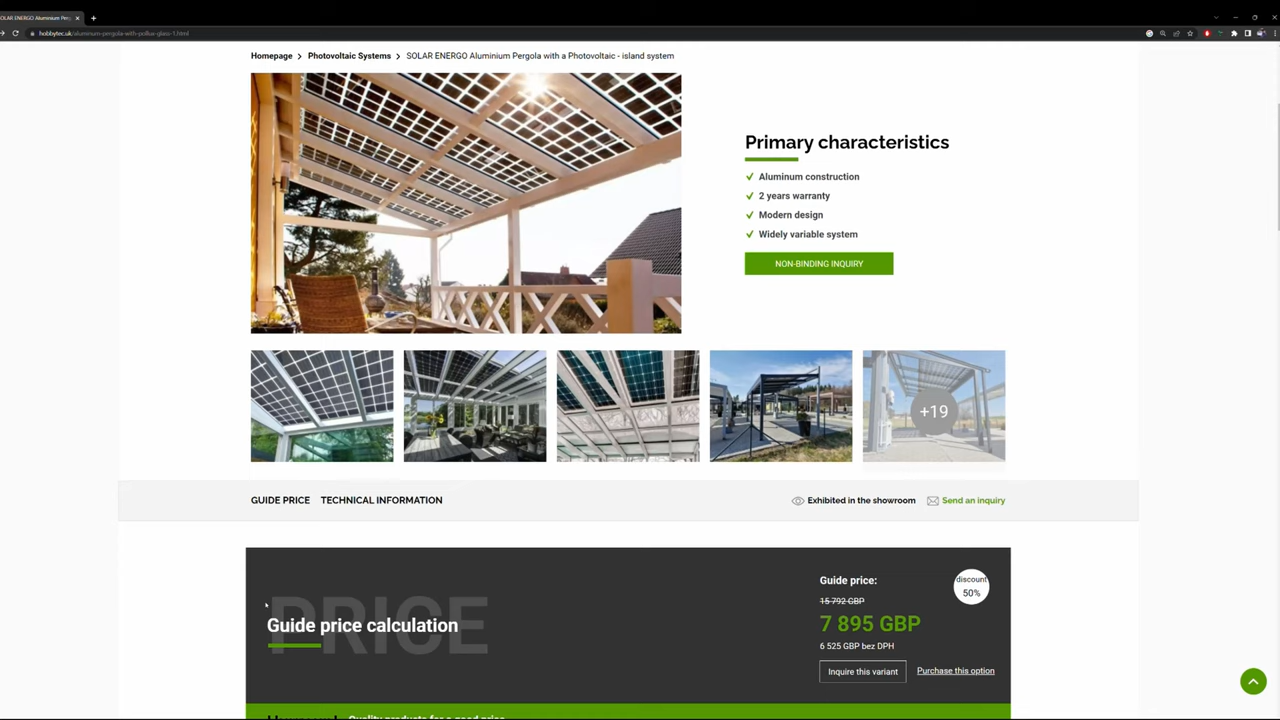 SOLAR ENERGO Aluminium Perg
hobbytec.uk/aluminum-pergola-with-pollux-glass-1.html
Homepage > Photovoltaic Systems > SOLAR ENERGO Aluminium Pergola with a Photovoltaic - island system
Primary characteristics
Aluminum construction
2 years warranty
Modern design
Widely variable system
NON-BINDING INQUIRY
+19
GUIDE PRICE
TECHNICAL INFORMATION
Exhibited in the showroom
Send an inquiry
PRICE
Guide price calculation
Guide price:
discount
50%
15 792 GBP
7 895 GBP
6 525 GBP bez DPH
Inquire this variant
Purchase this option
Quality products for a good price